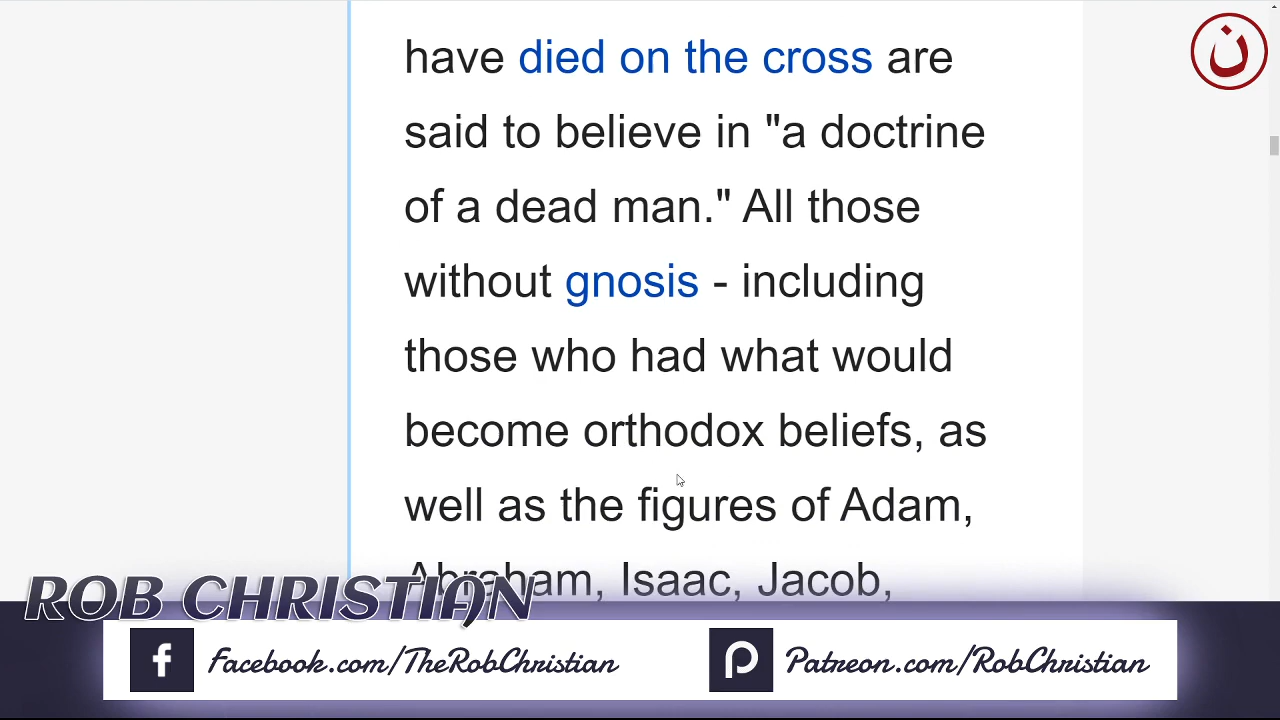 ن
have died on the cross are
said to believe in "a doctrine
of a dead man." All those
without gnosis - including
those who had what would
become orthodox beliefs, as
well as the figures of Adam,
Abraham, Isaac, Jacob,
ROB CHRISTIAN
Facebook.com/TheRobChristian
Patreon.com/RobChristian